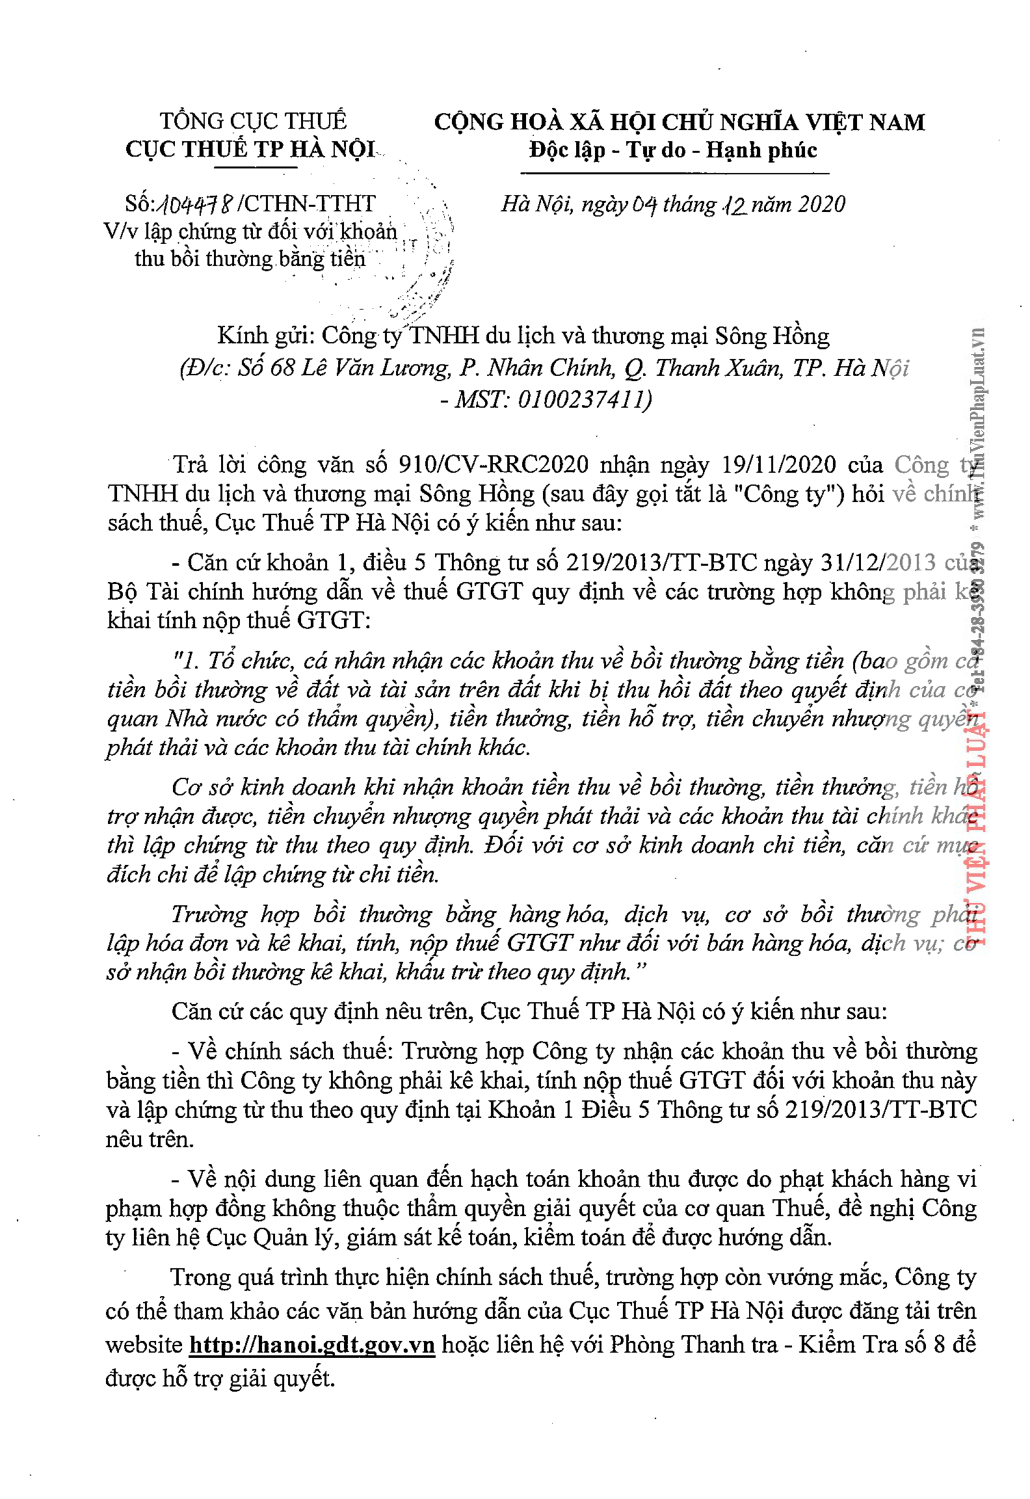 TỔNG CỤC THUẾ
CỤC THUẾ TP HÀ NỘI
CỘNG HOÀ XÃ HỘI CHỦ NGHĨA VIỆT NAM
Độc lập - Tự do - Hạnh phúc
Số:104478/CTHN-TTHT
V/v lập chứng từ đối với khoản
thu bồi thường bằng tiền
Hà Nội, ngày 04 tháng 12 năm 2020
Kính gửi: Công ty TNHH du lịch và thương mại Sông Hồng
(Đ/c: Số 68 Lê Văn Lương, P. Nhân Chính, Q. Thanh Xuân, TP. Hà Nội
- MST: 0100237411)
Trả lời công văn số 910/CV-RRC2020 nhận ngày 19/11/2020 của Công ty
TNHH du lịch và thương mại Sông Hồng (sau đây gọi tắt là "Công ty") hỏi về chính
sách thuế, Cục Thuế TP Hà Nội có ý kiến như sau:
- Căn cứ khoản 1, điều 5 Thông tư số 219/2013/TT-BTC ngày 31/12/2013 của
Bộ Tài chính hướng dẫn về thuế GTGT quy định về các trường hợp không phải kê
khai tính nộp thuế GTGT:
"1. Tổ chức, cá nhân nhận các khoản thu về bồi thường bằng tiền (bao gồm cả
tiền bồi thường về đất và tài sản trên đất khi bị thu hồi đất theo quyết định của cơ
quan Nhà nước có thẩm quyền), tiền thưởng, tiền hỗ trợ, tiền chuyển nhượng quyền
phát thải và các khoản thu tài chính khác.
Cơ sở kinh doanh khi nhận khoản tiền thu về bồi thường, tiền thưởng, tiền hỗ
trợ nhận được, tiền chuyển nhượng quyền phát thải và các khoản thu tài chính khác
thì lập chứng từ thu theo quy định. Đối với cơ sở kinh doanh chi tiền, căn cứ mục
đích chi để lập chứng từ chi tiền.
Trường hợp bồi thường bằng hàng hóa, dịch vụ, cơ sở bồi thường phải
lập hóa đơn và kê khai, tính, nộp thuế GTGT như đối với bán hàng hóa, dịch vụ; cơ
sở nhận bồi thường kê khai, khấu trừ theo quy định.”
Căn cứ các quy định nêu trên, Cục Thuế TP Hà Nội có ý kiến như sau:
- Về chính sách thuế: Trường hợp Công ty nhận các khoản thu về bồi thường
bằng tiền thì Công ty không phải kê khai, tính nộp thuế GTGT đối với khoản thu này
và lập chứng từ thu theo quy định tại Khoản 1 Điều 5 Thông tư số 219/2013/TT-BTC
nêu trên.
- Về nội dung liên quan đến hạch toán khoản thu được do phạt khách hàng vi
phạm hợp đồng không thuộc thẩm quyền giải quyết của cơ quan Thuế, đề nghị Công
ty liên hệ Cục Quản lý, giám sát kế toán, kiểm toán để được hướng dẫn.
Trong quá trình thực hiện chính sách thuế, trường hợp còn vướng mắc, Công ty
có thể tham khảo các văn bản hướng dẫn của Cục Thuế TP Hà Nội được đăng tải trên
website http://hanoi.gdt.gov.vn hoặc liên hệ với Phòng Thanh tra - Kiểm Tra số 8 để
được hỗ trợ giải quyết.
THƯ VIỆN PHÁP LUẬT * Tel: +84-28-3930 3279 * www.ThuVienPhapLuat.vn